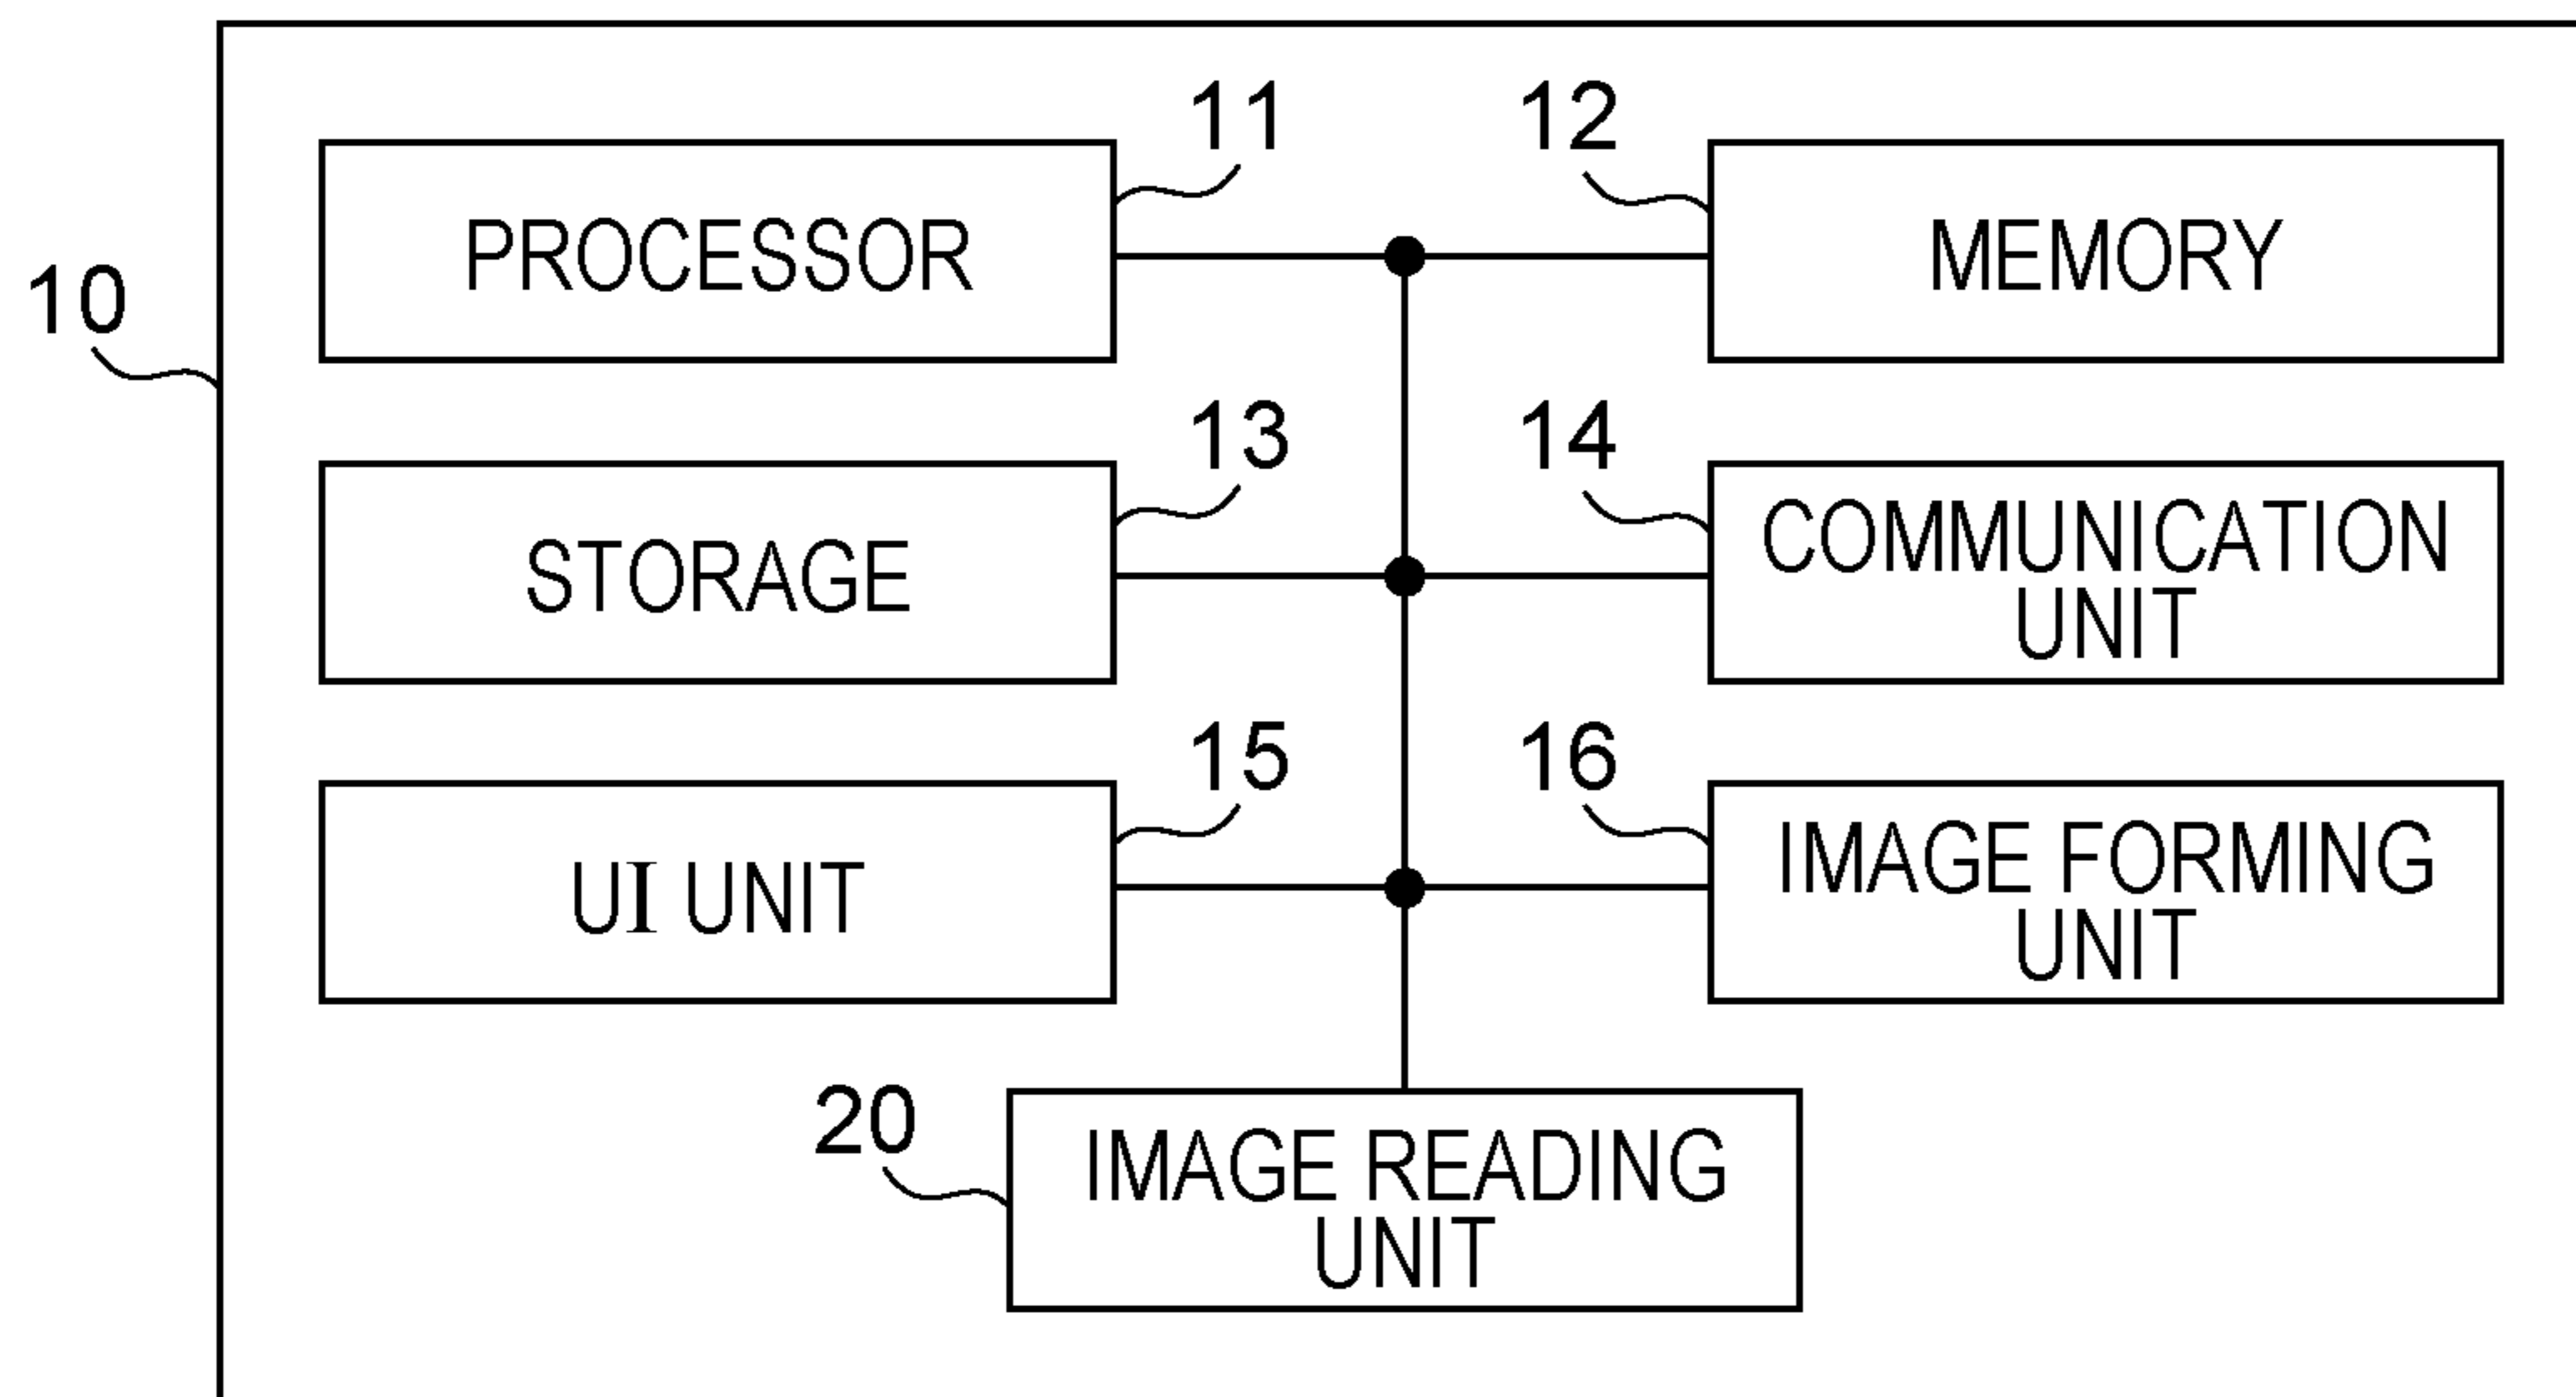 11
12
PROCESSOR
MEMORY
10
13
14
STORAGE
COMMUNICATION
UNIT
15
16
UI UNIT
IMAGE FORMING
UNIT
20
IMAGE READING
UNIT